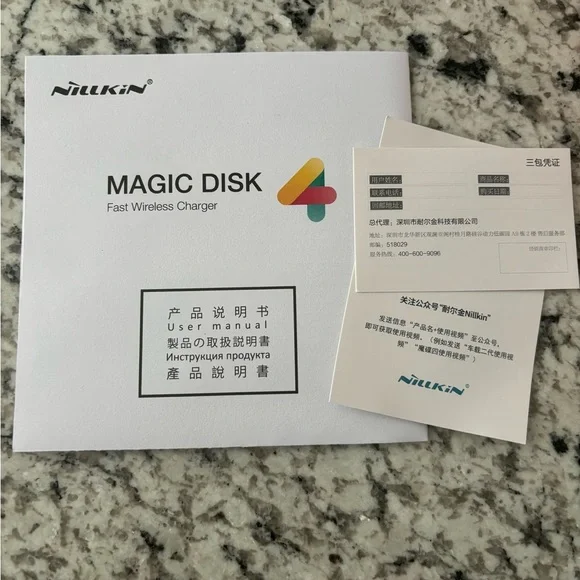 NiLLKiN®
MAGIC DISK 4
Fast Wireless Charger
产品说明书
User manual
製品の取扱説明書
Инструкция продукта
產品說明書
三包凭证
用户姓名: 商品名称:
联系电话: 购买日期:
回邮地址:
总代理:深圳市耐尔金科技有限公司
邮编:518029
服务热线:400-600-9096
关注公众号"耐尔金Nillkin"
发送信息"产品名+使用视频"至公众号,
即可获取使用视频,(例如发送"车载二代使用视
频""魔碟四使用视频")
NiLLKiN®